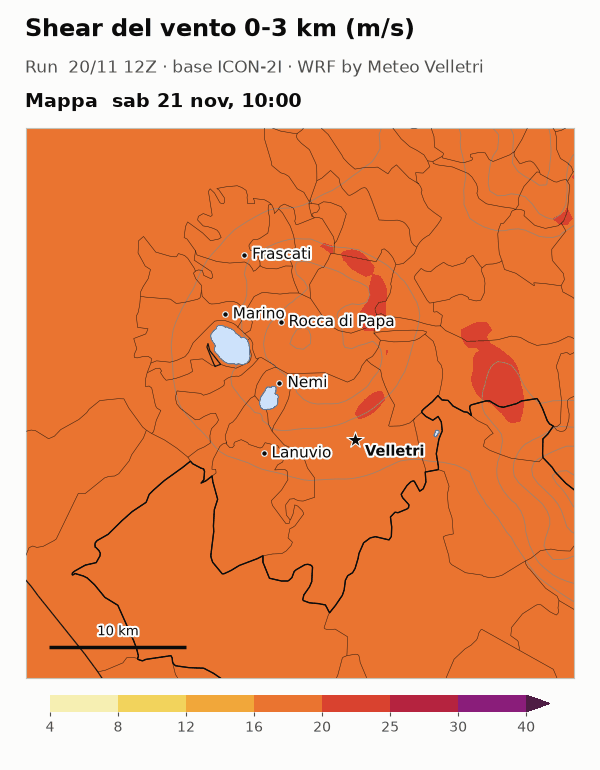 Shear del vento 0-3 km (m/s)
Run  20/11 12Z · base ICON-2I · WRF by Meteo Velletri
Mappa  sab 21 nov, 10:00
Frascati
Marino
Rocca di Papa
Nemi
Velletri
Lanuvio
10 km
4 8 12 16 20 25 30 40